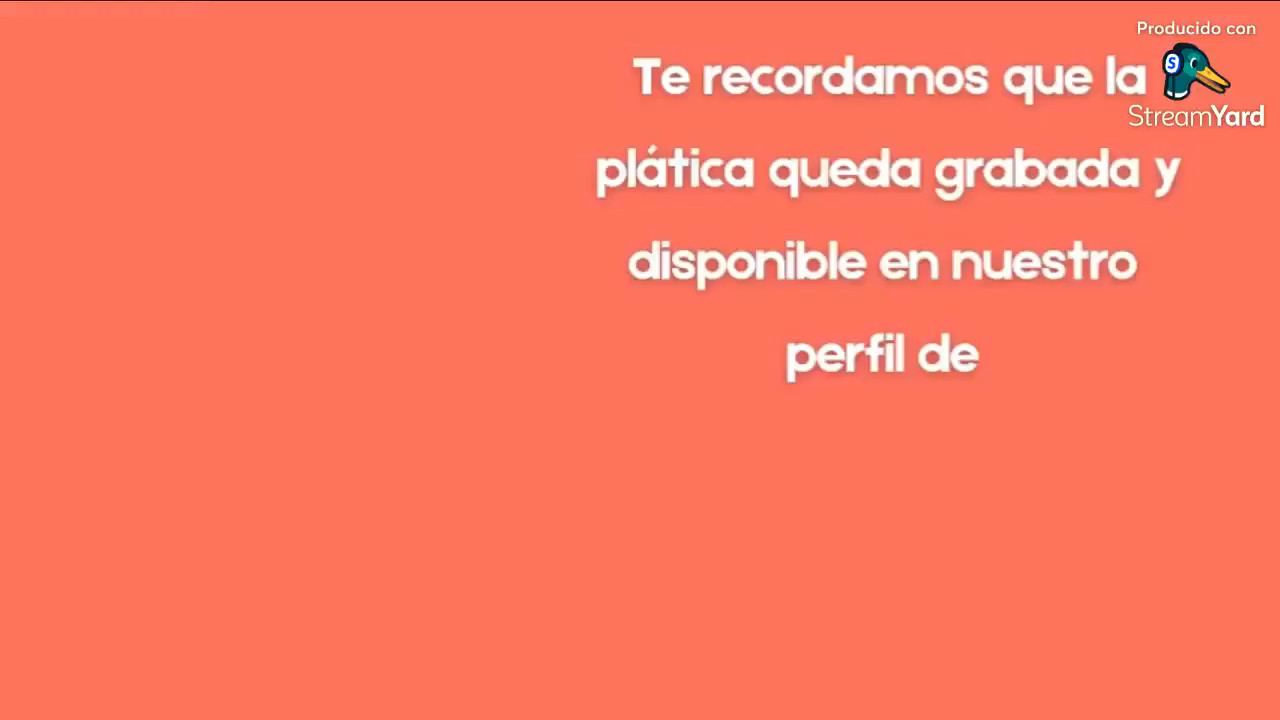 Producido con
StreamYard
Te recordamos que la
plática queda grabada y
disponible en nuestro
perfil de